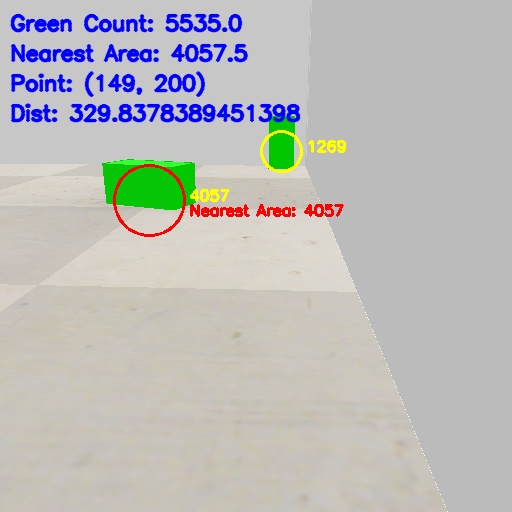 Green Count: 5535.0
Nearest Area: 4057.5
Point: (149, 200)
Dist: 329.8378389451398
1269
4057
Nearest Area: 4057